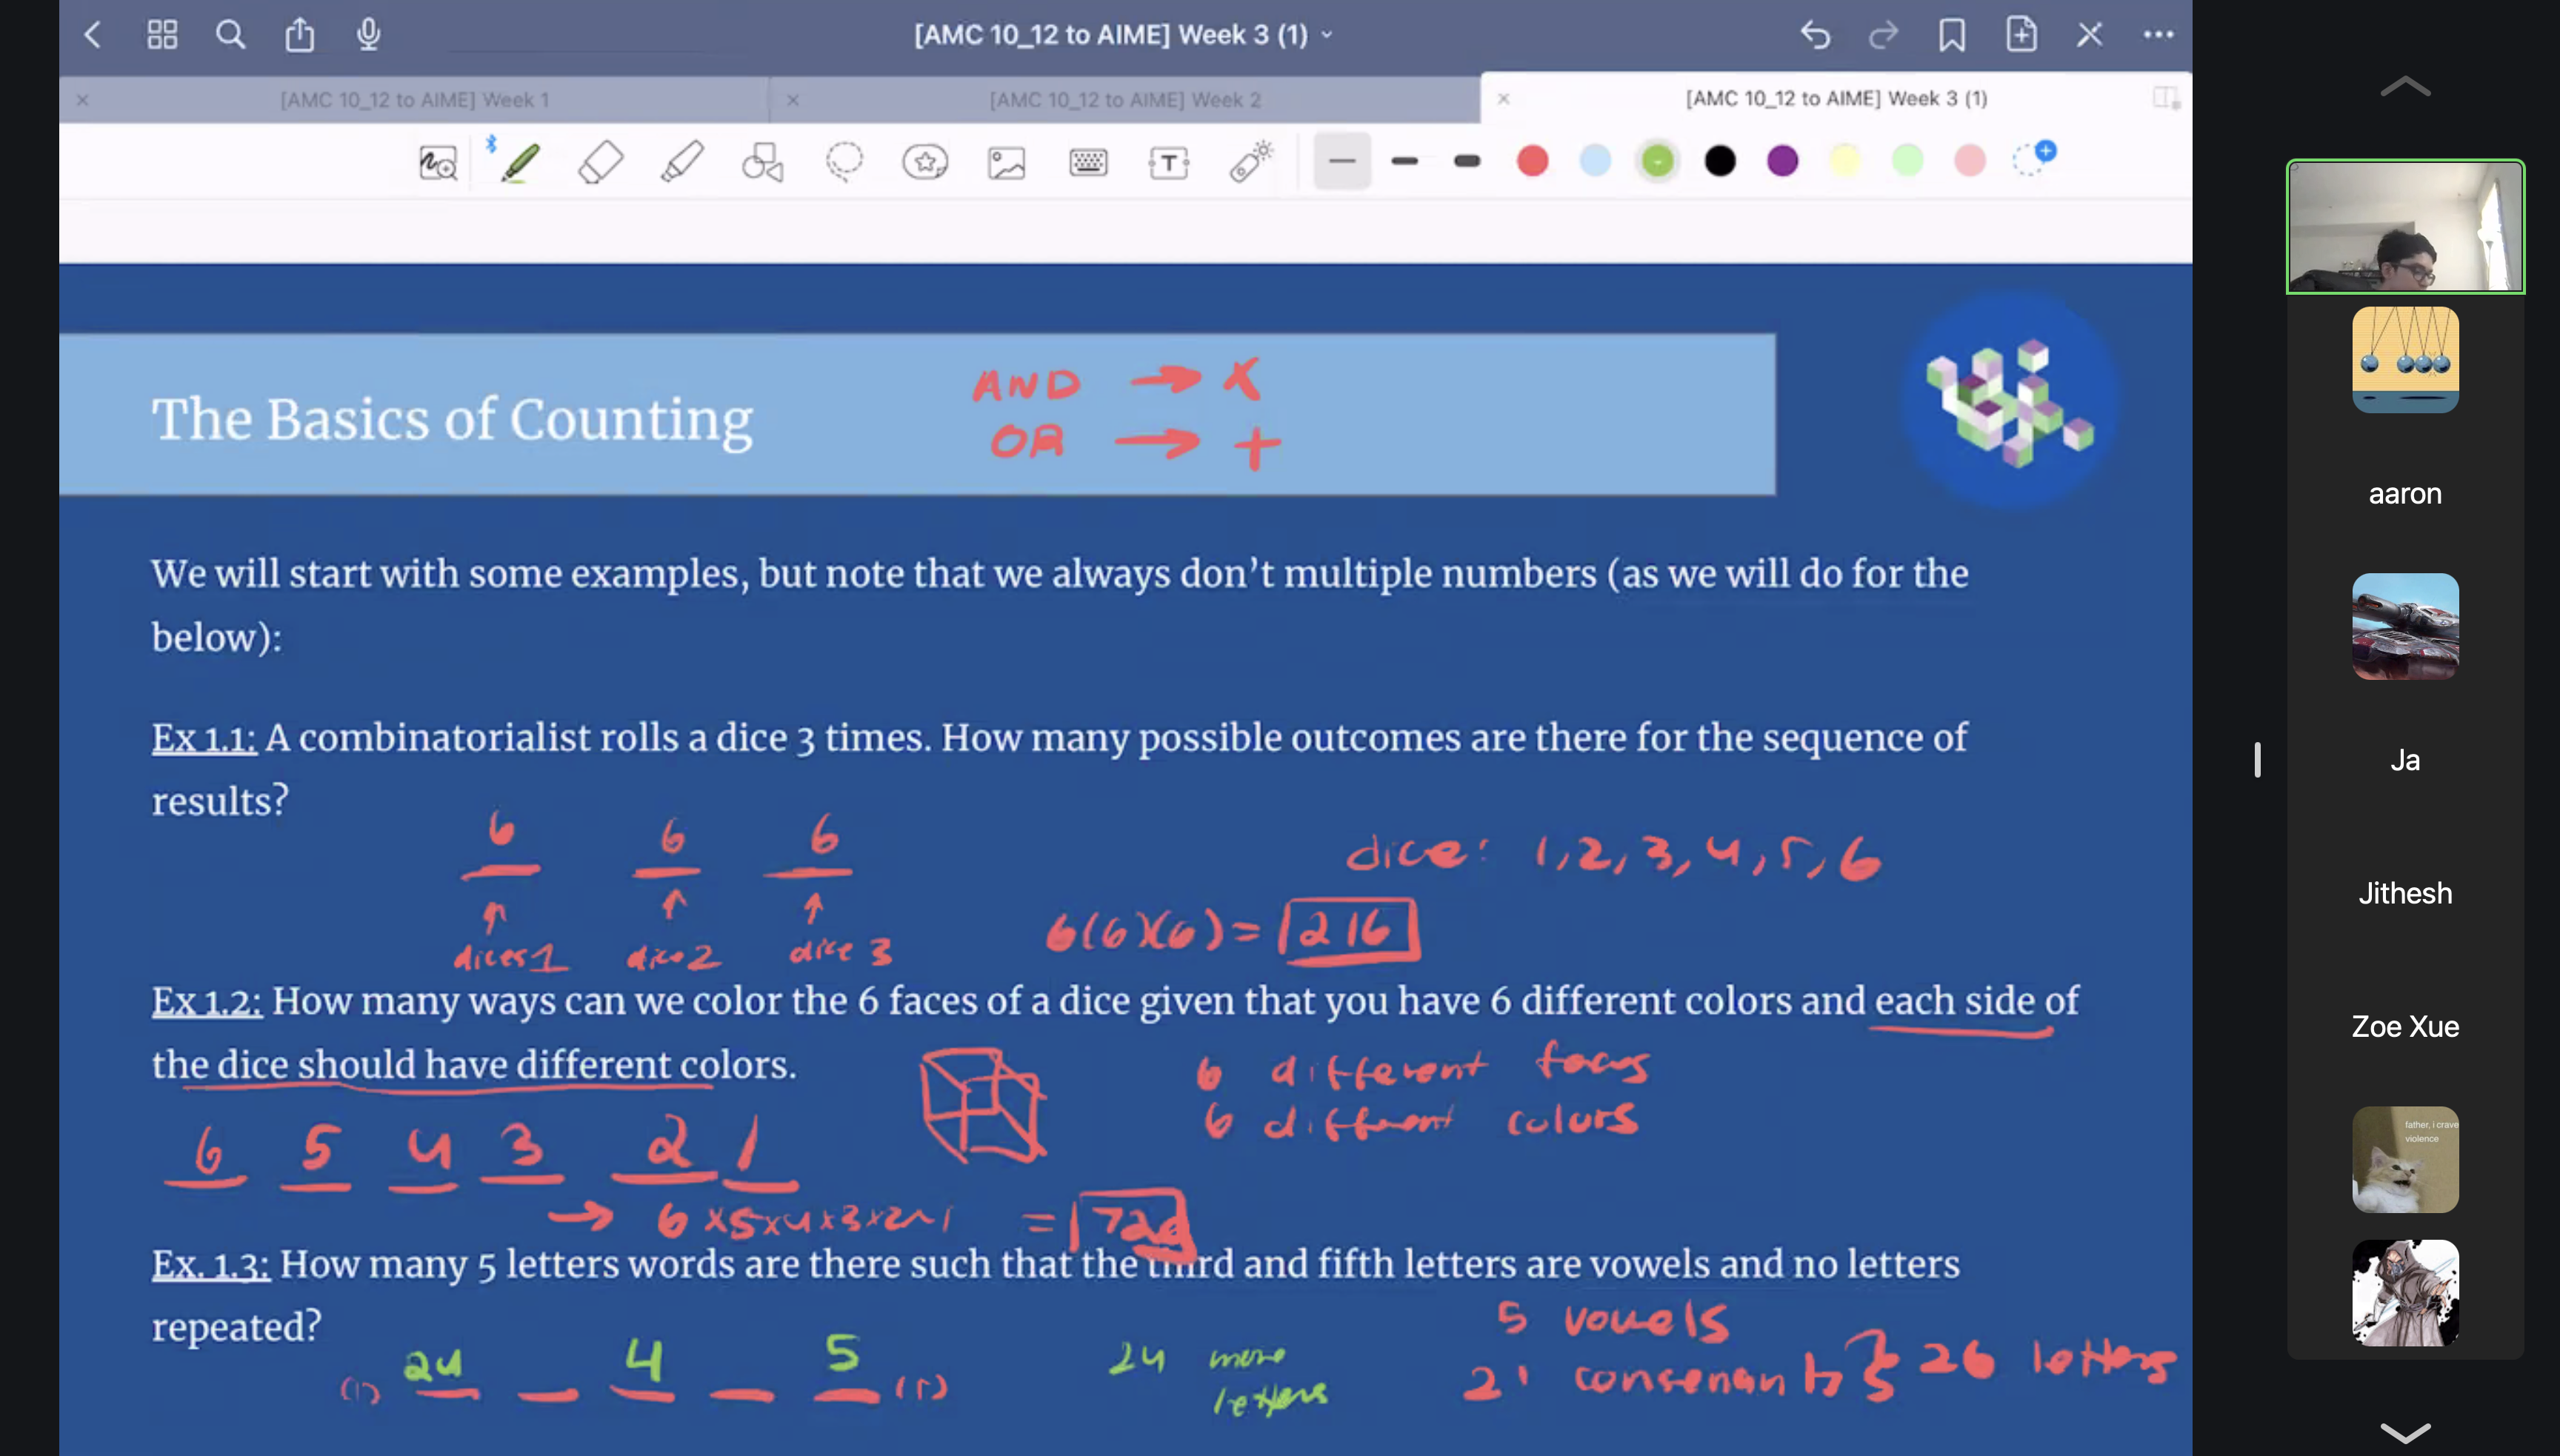 [AMC 10_12 to AIME] Week 3 (1)
[AMC 10_12 to AIME] Week 1
[AMC 10_12 to AIME] Week 2
[AMC 10_12 to AIME] Week 3 (1)
T
The Basics of Counting
AND → X
OR → +
We will start with some examples, but note that we always don't multiple numbers (as we will do for the
below):
Ex 1.1: A combinatorialist rolls a dice 3 times. How many possible outcomes are there for the sequence of
results?
6 6 6
dice: 1, 2, 3, 4, 5, 6
↑ ↑ ↑
dices 1 dice 2 dice 3
6(6)(6) = 216
Ex 1.2: How many ways can we color the 6 faces of a dice given that you have 6 different colors and each side of
the dice should have different colors.
6 different faces
6 different colors
6 5 4 3 2 1
→ 6 × 5 × 4 × 3 × 2 × 1 = 720
Ex. 1.3: How many 5 letters words are there such that the third and fifth letters are vowels and no letters
repeated?
5 vowels
21 consenants } 26 letters
(1) 24 _ 4 _ 5 (5)
24 more
letters
aaron
Ja
Jithesh
Zoe Xue
father, i crave
violence